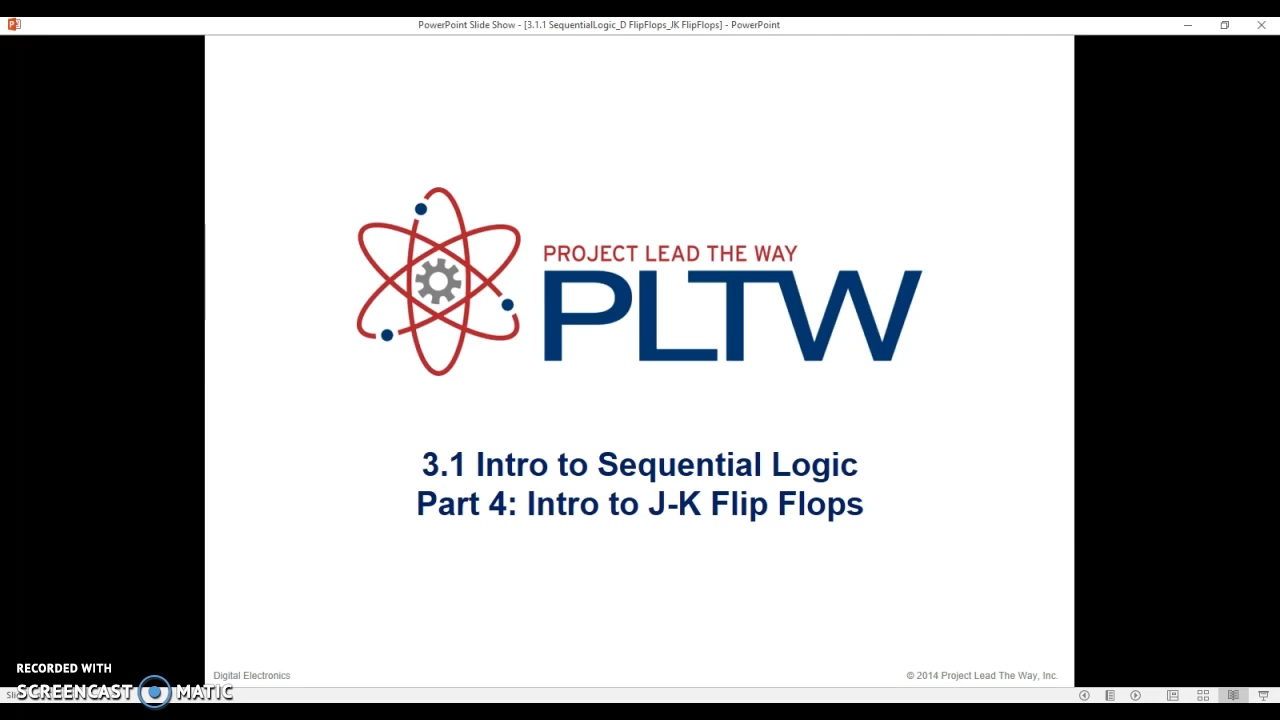 PowerPoint Slide Show - [3.1.1 SequentialLogic_D FlipFlops_JK FlipFlops] - PowerPoint
PROJECT LEAD THE WAY
PLTW
3.1 Intro to Sequential Logic
Part 4: Intro to J-K Flip Flops
Digital Electronics
© 2014 Project Lead The Way, Inc.
RECORDED WITH
SCREENCAST MATIC